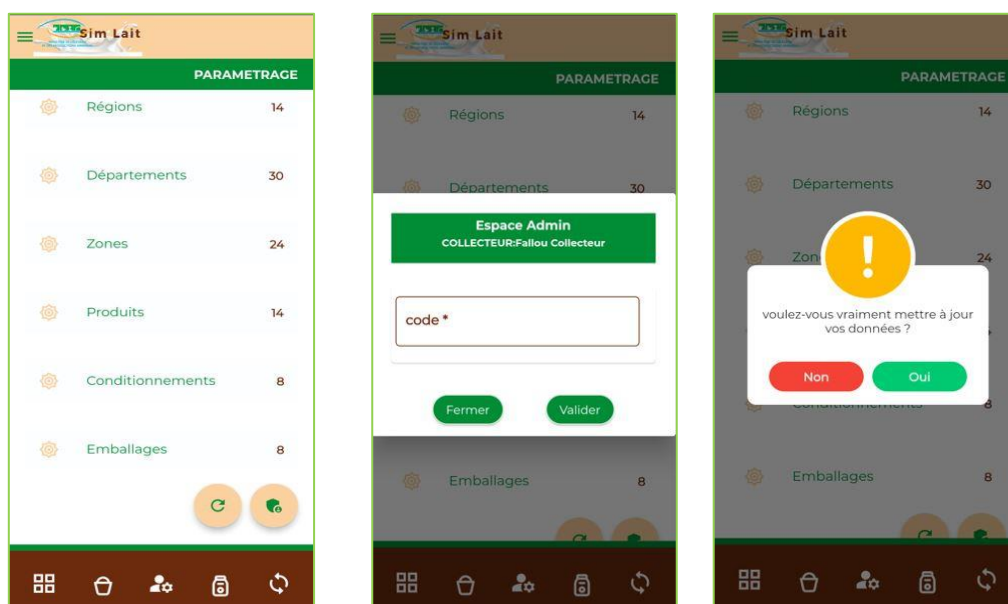 Sim Lait
PARAMETRAGE
Régions 14
Départements 30
Zones 24
Produits 14
Conditionnements 8
Emballages 8
Sim Lait
PARAMETRAGE
Régions 14
Départements 30
Espace Admin
COLLECTEUR:Fallou Collecteur
code *
Fermer Valider
Emballages 8
Sim Lait
PARAMETRAGE
Régions 14
Départements 30
24
voulez-vous vraiment mettre à jour
vos données ?
Non Oui
Conditionnements 8
Emballages 8